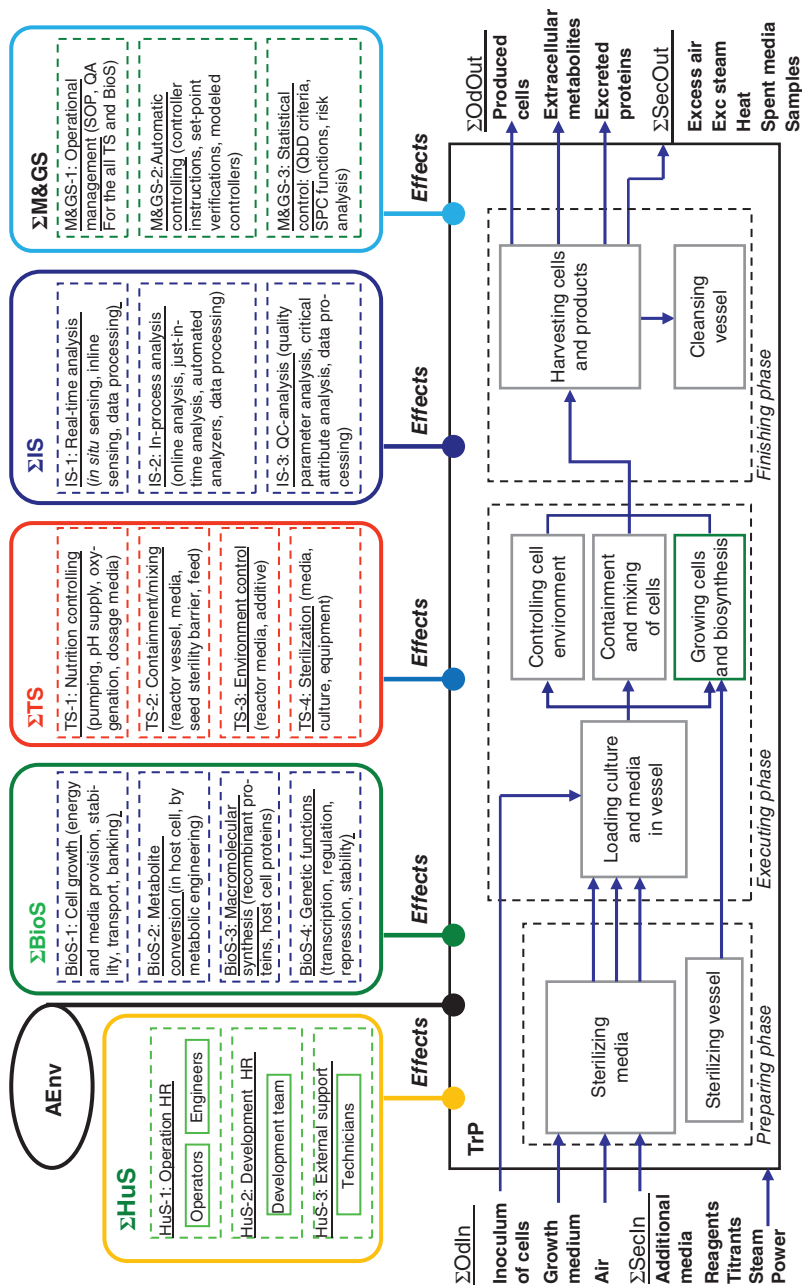 AEnv
ΣHuS
HuS-1: Operation HR
Operators
Engineers
HuS-2: Development HR
Development team
HuS-3: External support
Technicians
ΣBioS
BioS-1: Cell growth (energy
and media provision, stabi-
lity, transport, banking)
BioS-2: Metabolite
conversion (in host cell, by
metabolic engineering)
BioS-3: Macromolecular
synthesis (recombinant pro-
teins, host cell proteins)
BioS-4: Genetic functions
(transcription, regulation,
repression, stability)
ΣTS
TS-1: Nutrition controlling
(pumping, pH supply, oxy-
genation, dosage media)
TS-2: Containment/mixing
(reactor vessel, media,
seed sterility barrier, feed)
TS-3: Environment control
(reactor media, additive)
TS-4: Sterilization (media,
culture, equipment)
ΣIS
IS-1: Real-time analysis
(in situ sensing, inline
sensing, data processing)
IS-2: In-process analysis
(online analysis, just-in-
time analysis, automated
analyzers, data processing)
IS-3: QC-analysis (quality
parameter analysis, critical
attribute analysis, data pro-
cessing)
ΣM&GS
M&GS-1: Operational
management (SOP, QA
For the all TS and BioS)
M&GS-2:Automatic
controlling (controller
instructions, set-point
verifications, modeled
controllers)
M&GS-3: Statistical
control: (QbD criteria,
SPC functions, risk
analysis)
Effects
Effects
Effects
Effects
Effects
TrP
ΣOdIn
Inoculum
of cells
Growth
medium
Air
ΣSecIn
Additional
media
Reagents
Titrants
Steam
Power
Sterilizing
media
Sterilizing vessel
Preparing phase
Loading culture
and media
in vessel
Controlling cell
environment
Containment
and mixing
of cells
Growing cells
and biosynthesis
Executing phase
Harvesting cells
and products
Cleansing
vessel
Finishing phase
ΣOdOut
Produced
cells
Extracellular
metabolites
Excreted
proteins
ΣSecOut
Excess air
Exc steam
Heat
Spent media
Samples